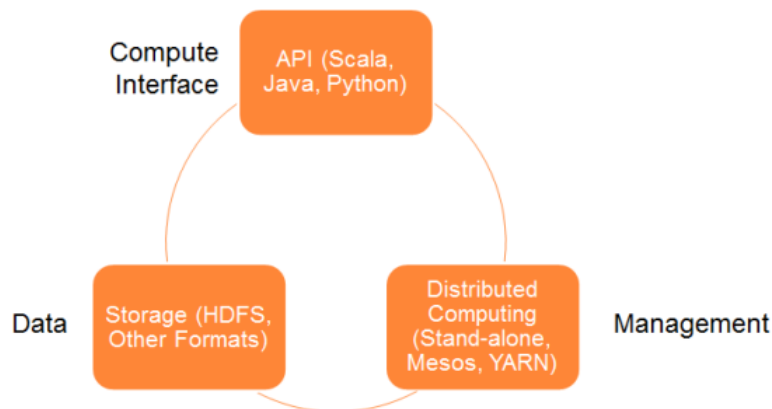 Compute
Interface
API (Scala,
Java, Python)
Data
Storage (HDFS,
Other Formats)
Distributed
Computing
(Stand-alone,
Mesos, YARN)
Management